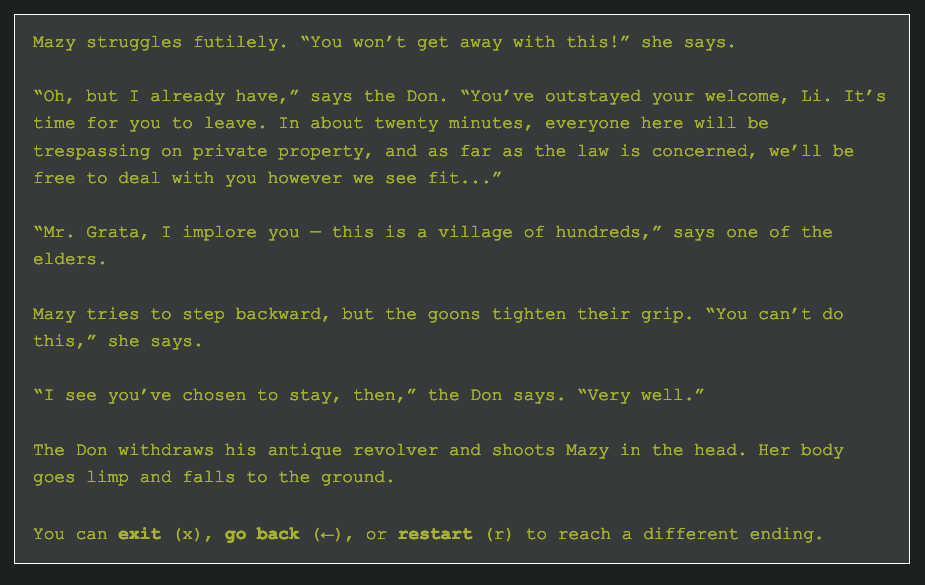 Mazy struggles futilely. “You won’t get away with this!” she says.
“Oh, but I already have,” says the Don. “You’ve outstayed your welcome, Li. It’s
time for you to leave. In about twenty minutes, everyone here will be
trespassing on private property, and as far as the law is concerned, we’ll be
free to deal with you however we see fit...”
“Mr. Grata, I implore you — this is a village of hundreds,” says one of the
elders.
Mazy tries to step backward, but the goons tighten their grip. “You can’t do
this,” she says.
“I see you’ve chosen to stay, then,” the Don says. “Very well.”
The Don withdraws his antique revolver and shoots Mazy in the head. Her body
goes limp and falls to the ground.
You can exit (x), go back (←), or restart (r) to reach a different ending.